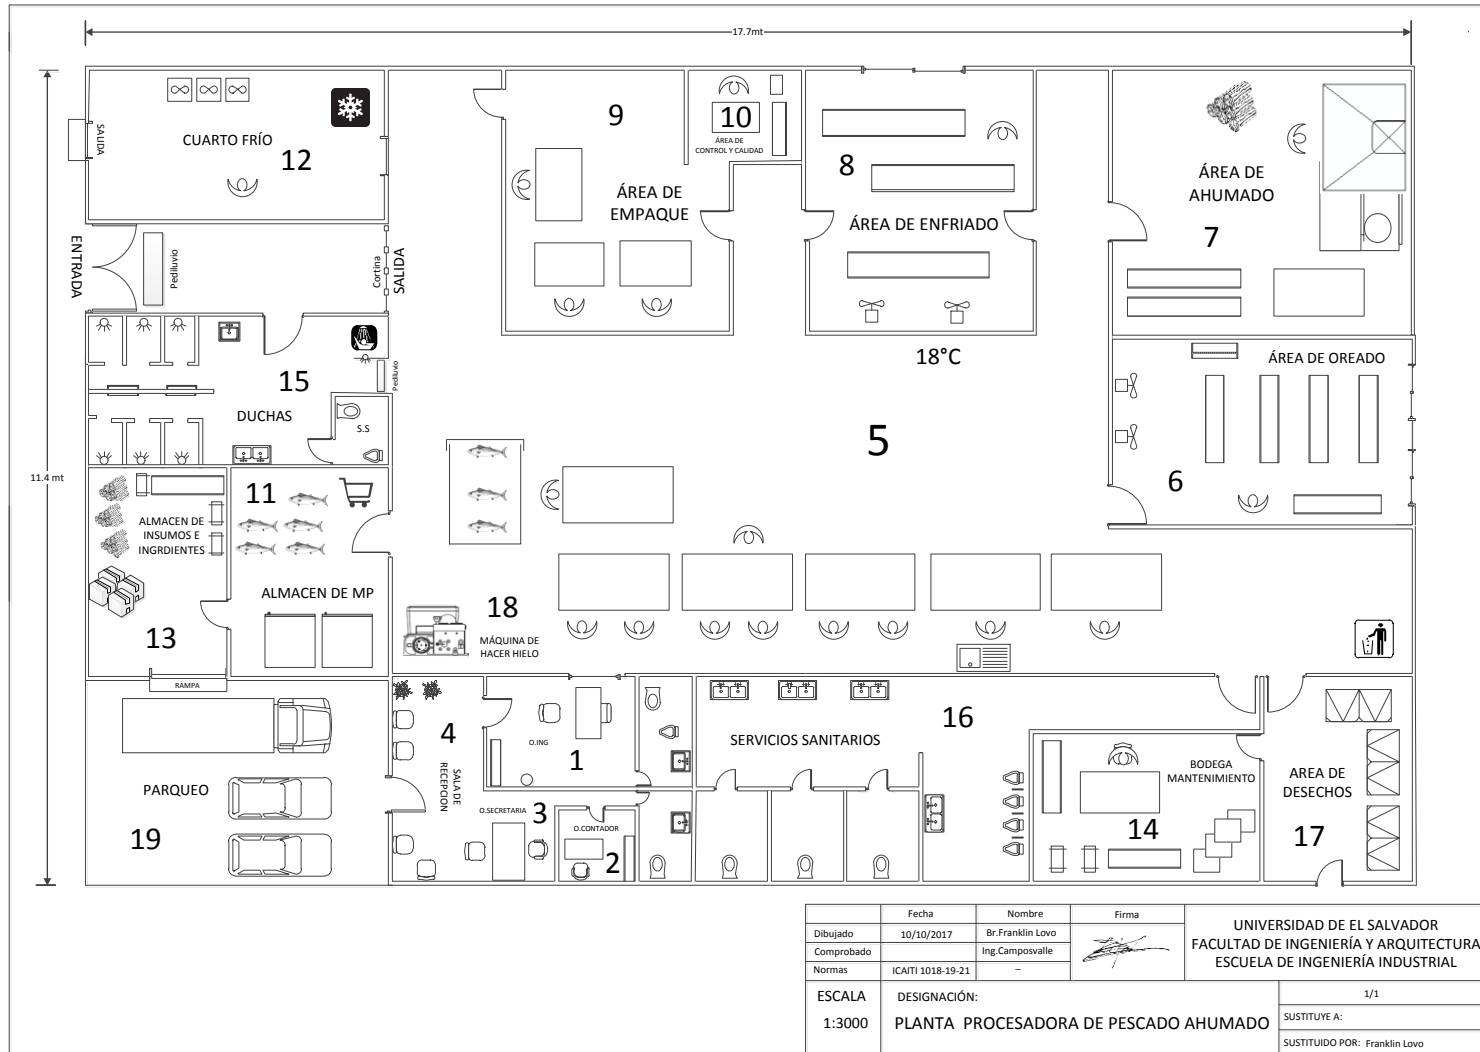 17.7mt
11.4 mt
SALIDA
CUARTO FRÍO
12
9
10
ÁREA DE
CONTROL Y CALIDAD
ÁREA DE
EMPAQUE
8
ÁREA DE ENFRIADO
ÁREA DE
AHUMADO
7
ENTRADA
Pediluvio
Cortina
SALIDA
18°C
ÁREA DE OREADO
15
DUCHAS
Pediluvio
S.S
5
6
11
ALMACEN DE
INSUMOS E
INGRDIENTES
ALMACEN DE MP
13
18
MÁQUINA DE
HACER HIELO
RAMPA
4
SALA DE
RECEPCION
O.ING
1
16
SERVICIOS SANITARIOS
BODEGA
MANTENIMIENTO
14
AREA DE
DESECHOS
17
PARQUEO
19
O.SECRETARIA
3
O.CONTADOR
2
Fecha
Nombre
Firma
Dibujado
10/10/2017
Br.Franklin Lovo
Comprobado
Ing.Camposvalle
Normas
ICAITI 1018-19-21
–
UNIVERSIDAD DE EL SALVADOR
FACULTAD DE INGENIERÍA Y ARQUITECTURA
ESCUELA DE INGENIERÍA INDUSTRIAL
ESCALA
1:3000
DESIGNACIÓN:
PLANTA PROCESADORA DE PESCADO AHUMADO
1/1
SUSTITUYE A:
SUSTITUIDO POR: Franklin Lovo